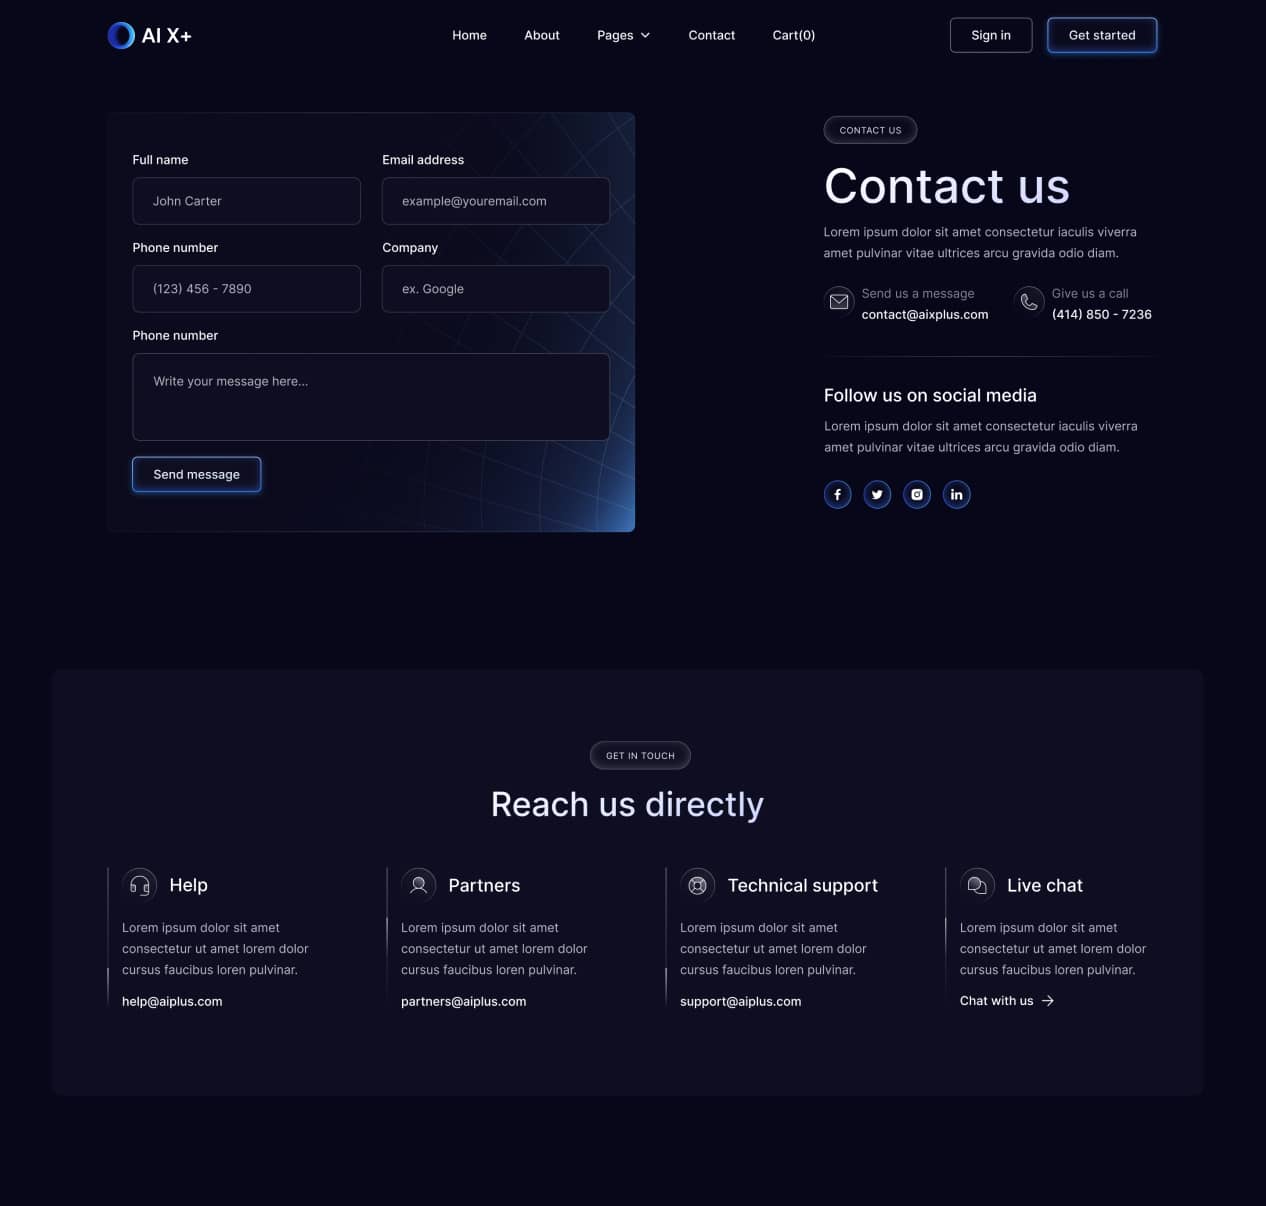 AI X+
Home About Pages Contact Cart(0)
Sign in Get started
Full name
John Carter
Email address
example@youremail.com
Phone number
(123) 456 - 7890
Company
ex. Google
Phone number
Write your message here...
Send message
CONTACT US
Contact us
Lorem ipsum dolor sit amet consectetur iaculis viverra
amet pulvinar vitae ultrices arcu gravida odio diam.
Send us a message
contact@aixplus.com
Give us a call
(414) 850 - 7236
Follow us on social media
Lorem ipsum dolor sit amet consectetur iaculis viverra
amet pulvinar vitae ultrices arcu gravida odio diam.
GET IN TOUCH
Reach us directly
Help
Lorem ipsum dolor sit amet
consectetur ut amet lorem dolor
cursus faucibus loren pulvinar.
help@aiplus.com
Partners
Lorem ipsum dolor sit amet
consectetur ut amet lorem dolor
cursus faucibus loren pulvinar.
partners@aiplus.com
Technical support
Lorem ipsum dolor sit amet
consectetur ut amet lorem dolor
cursus faucibus loren pulvinar.
support@aiplus.com
Live chat
Lorem ipsum dolor sit amet
consectetur ut amet lorem dolor
cursus faucibus loren pulvinar.
Chat with us